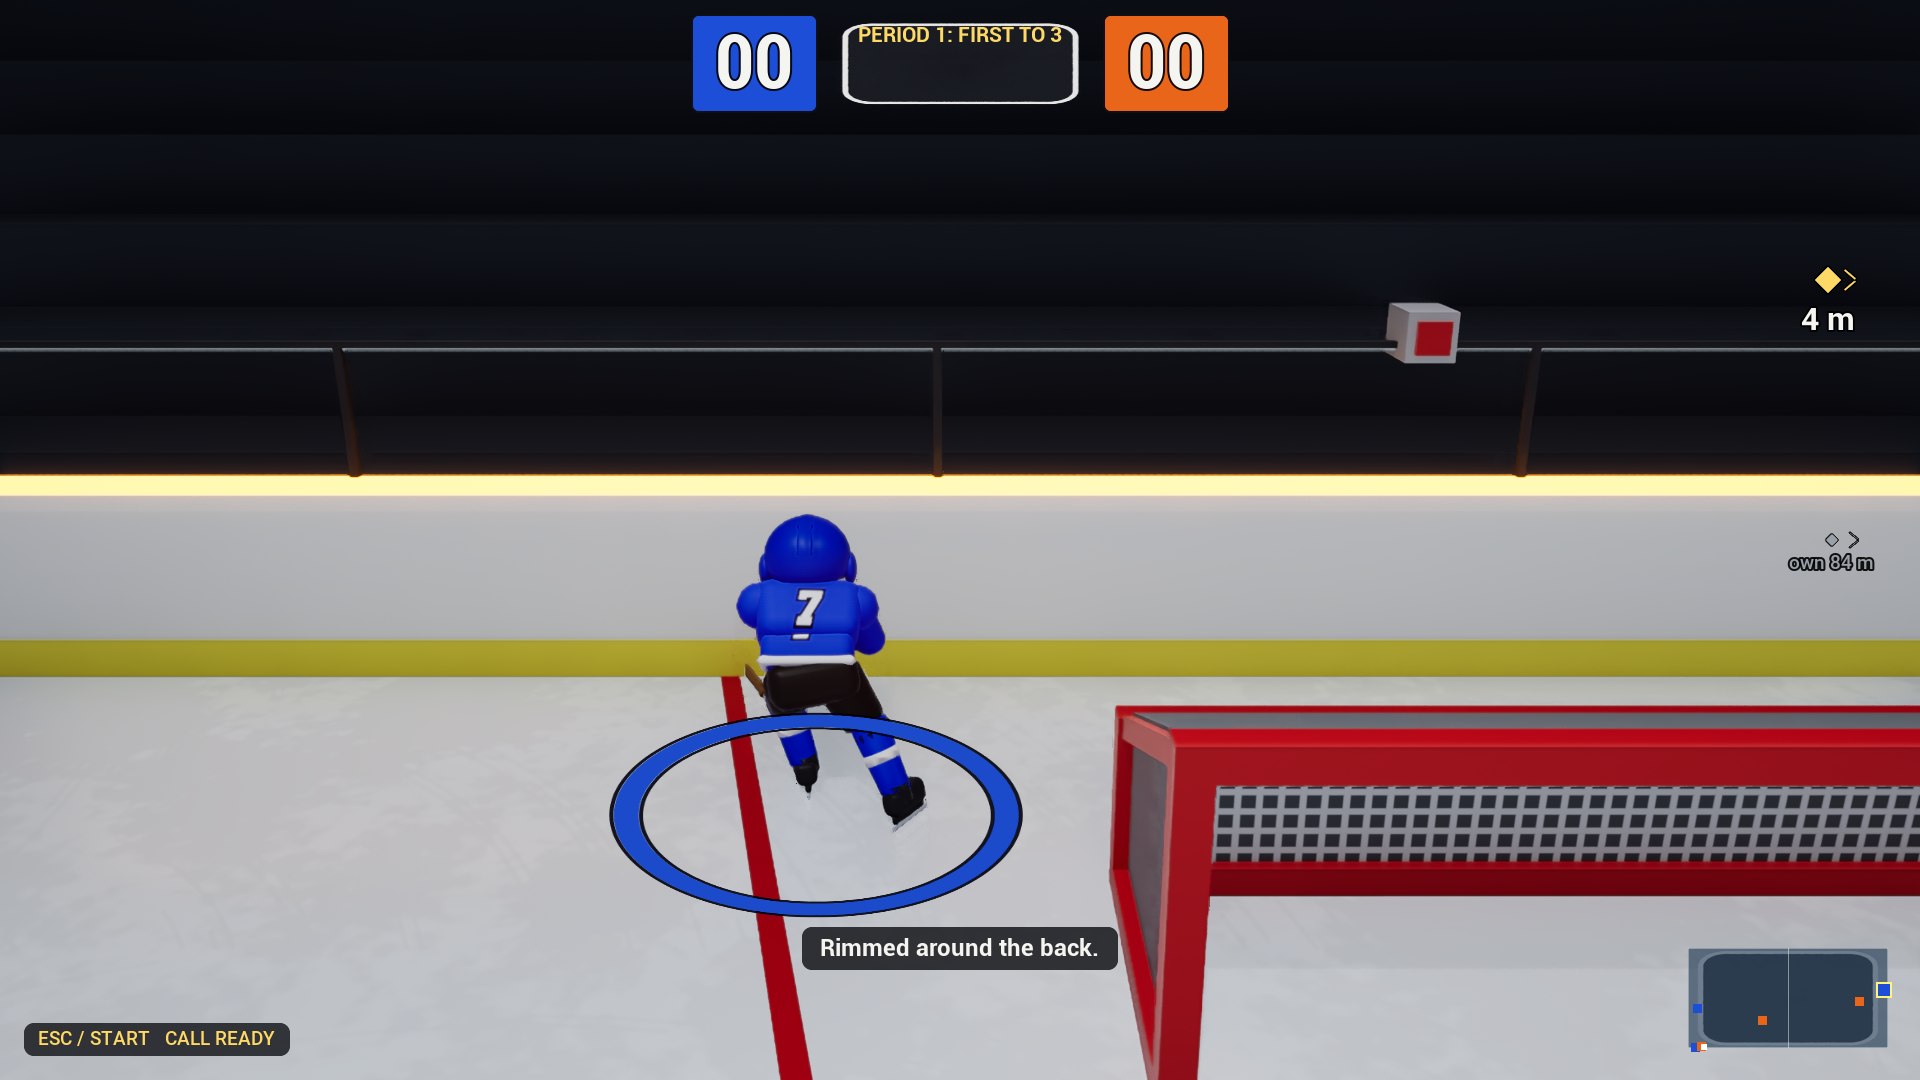 00
PERIOD 1: FIRST TO 3
00
4 m
own 84 m
7
Rimmed around the back.
ESC / START CALL READY